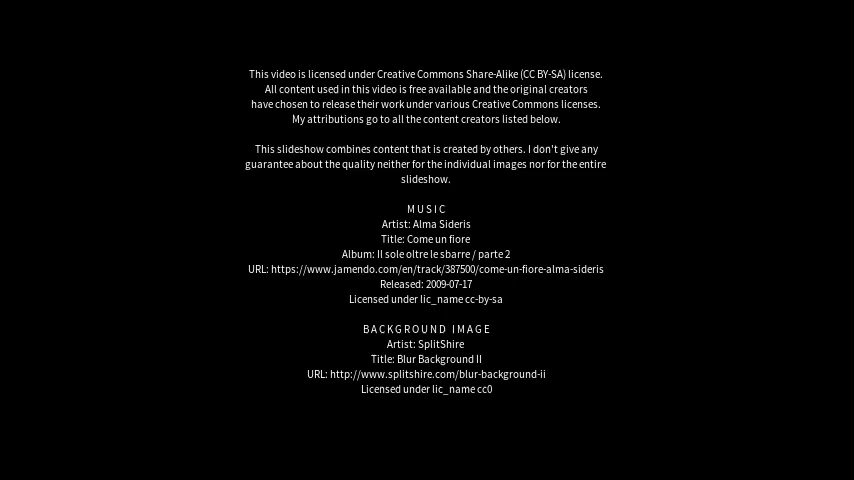 This video is licensed under Creative Commons Share-Alike (CC BY-SA) license.
All content used in this video is free available and the original creators
have chosen to release their work under various Creative Commons licenses.
My attributions go to all the content creators listed below.
This slideshow combines content that is created by others. I don't give any
guarantee about the quality neither for the individual images nor for the entire
slideshow.
MUSIC
Artist: Alma Sideris
Title: Come un fiore
Album: Il sole oltre le sbarre / parte 2
URL: https://www.jamendo.com/en/track/387500/come-un-fiore-alma-sideris
Released: 2009-07-17
Licensed under lic_name cc-by-sa
BACKGROUND IMAGE
Artist: SplitShire
Title: Blur Background II
URL: http://www.splitshire.com/blur-background-ii
Licensed under lic_name cc0